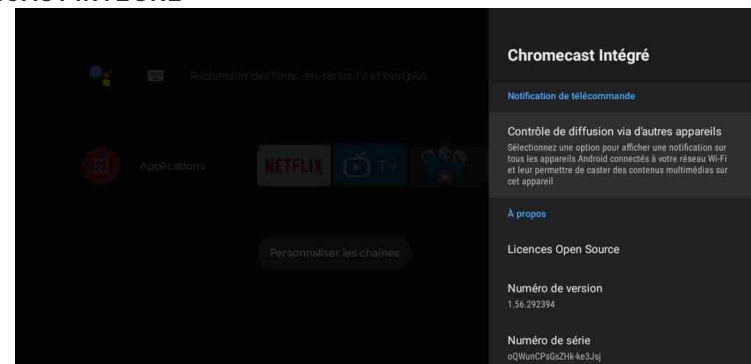 Chromecast Intégré
Notification de télécommande
Contrôle de diffusion via d'autres appareils
Sélectionnez une option pour afficher une notification sur
tous les appareils Android connectés à votre réseau Wi-Fi
et leur permettre de caster des contenus multimédias sur
cet appareil
À propos
Licences Open Source
Numéro de version
1.56.292394
Numéro de série
oQWunCPsGsZHk-ke3Jsj
Rechercher des films, des séries TV et bien plus
Applications
NETFLIX
TV
Personnaliser les chaînes